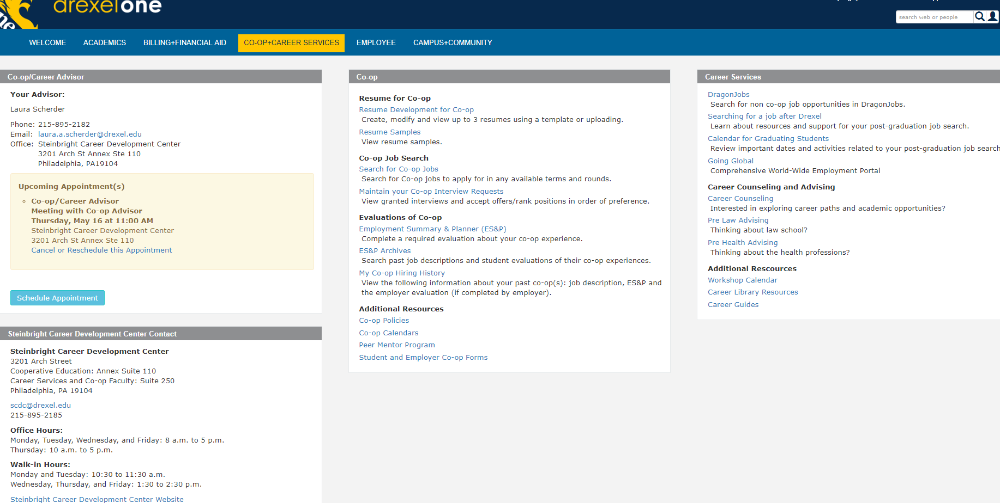 drexelone
search web or people
WELCOME
ACADEMICS
BILLING+FINANCIAL AID
CO-OP+CAREER SERVICES
EMPLOYEE
CAMPUS+COMMUNITY
Co-op/Career Advisor
Your Advisor:
Laura Scherder
Phone: 215-895-2182
Email: laura.a.scherder@drexel.edu
Office: Steinbright Career Development Center
3201 Arch St Annex Ste 110
Philadelphia, PA19104
Upcoming Appointment(s)
Co-op/Career Advisor
Meeting with Co-op Advisor
Thursday, May 16 at 11:00 AM
Steinbright Career Development Center
3201 Arch St Annex Ste 110
Cancel or Reschedule this Appointment
Schedule Appointment
Steinbright Career Development Center Contact
Steinbright Career Development Center
3201 Arch Street
Cooperative Education: Annex Suite 110
Career Services and Co-op Faculty: Suite 250
Philadelphia, PA 19104
scdc@drexel.edu
215-895-2185
Office Hours:
Monday, Tuesday, Wednesday, and Friday: 8 a.m. to 5 p.m.
Thursday: 10 a.m. to 5 p.m.
Walk-in Hours:
Monday and Tuesday: 10:30 to 11:30 a.m.
Wednesday, Thursday, and Friday: 1:30 to 2:30 p.m.
Steinbright Career Development Center Website
Co-op
Resume for Co-op
Resume Development for Co-op
Create, modify and view up to 3 resumes using a template or uploading.
Resume Samples
View resume samples.
Co-op Job Search
Search for Co-op Jobs
Search for Co-op jobs to apply for in any available terms and rounds.
Maintain your Co-op Interview Requests
View granted interviews and accept offers/rank positions in order of preference.
Evaluations of Co-op
Employment Summary & Planner (ES&P)
Complete a required evaluation about your co-op experience.
ES&P Archives
Search past job descriptions and student evaluations of their co-op experiences.
My Co-op Hiring History
View the following information about your past co-op(s): job description, ES&P and
the employer evaluation (if completed by employer).
Additional Resources
Co-op Policies
Co-op Calendars
Peer Mentor Program
Student and Employer Co-op Forms
Career Services
DragonJobs
Search for non co-op job opportunities in DragonJobs.
Searching for a job after Drexel
Learn about resources and support for your post-graduation job search.
Calendar for Graduating Students
Review important dates and activities related to your post-graduation job search
Going Global
Comprehensive World-Wide Employment Portal
Career Counseling and Advising
Career Counseling
Interested in exploring career paths and academic opportunities?
Pre Law Advising
Thinking about law school?
Pre Health Advising
Thinking about the health professions?
Additional Rescources
Workshop Calendar
Career Library Resources
Career Guides